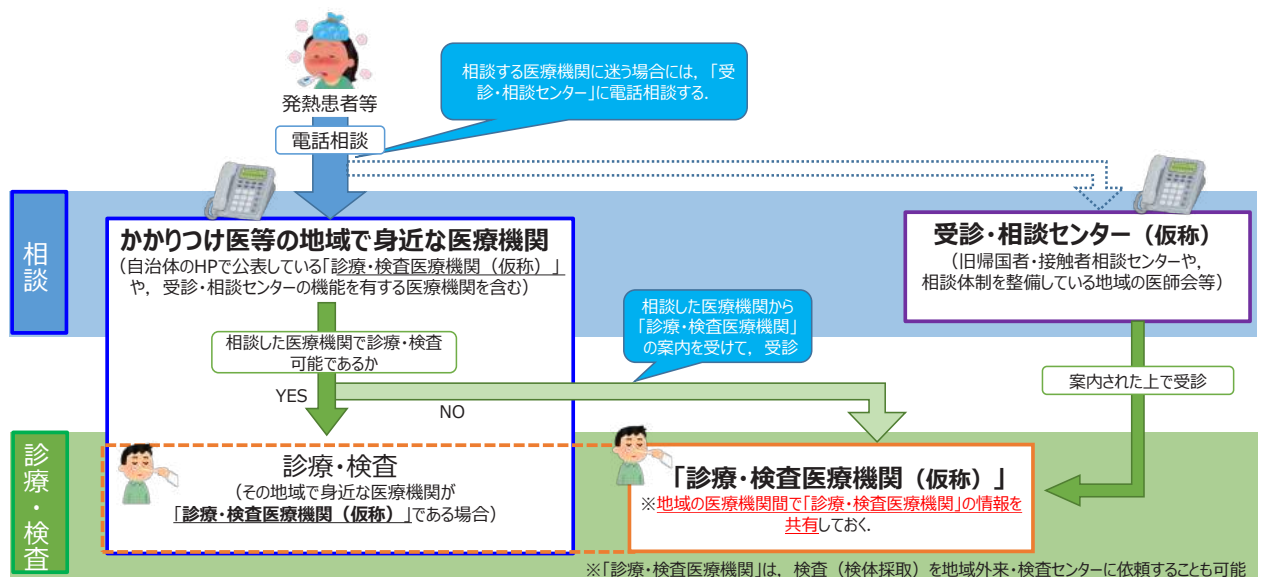 発熱患者等
電話相談
相談する医療機関に迷う場合には，「受
診・相談センター」に電話相談する．
相談
かかりつけ医等の地域で身近な医療機関
（自治体のHPで公表している「診療・検査医療機関（仮称）」
や，受診・相談センターの機能を有する医療機関を含む）
受診・相談センター（仮称）
（旧帰国者・接触者相談センターや，
相談体制を整備している地域の医師会等）
相談した医療機関で診療・検査
可能であるか
相談した医療機関から
「診療・検査医療機関」
の案内を受けて，受診
案内された上で受診
YES
NO
診療・検査
診療・検査
（その地域で身近な医療機関が
「診療・検査医療機関（仮称）」である場合）
「診療・検査医療機関（仮称）」
※地域の医療機関間で「診療・検査医療機関」の情報を
共有しておく．
※「診療・検査医療機関」は，検査（検体採取）を地域外来・検査センターに依頼することも可能